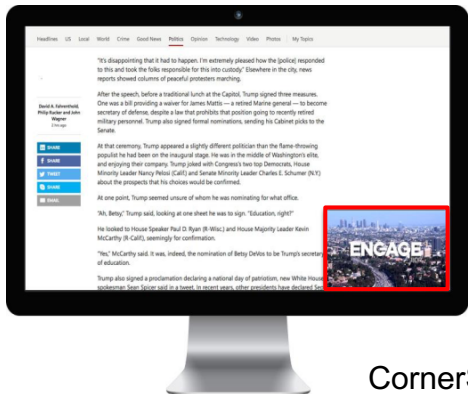 Headlines US Local World Crime Good News Politics Opinion Technology Video Photos My Topics
"It's disappointing that it had to happen. I'm extremely pleased how the [police] responded
to this and took the folks responsible for this into custody." Elsewhere in the city, news
reports showed columns of peaceful protesters marching.
After the speech, before a traditional lunch at the Capitol, Trump signed three measures.
One was a bill providing a waiver for James Mattis — a retired Marine general — to become
secretary of defense, despite a law that prohibits that position going to recently retired
military personnel. Trump also signed formal nominations, sending his Cabinet picks to the
Senate.
David A. Fahrenthold,
Philip Rucker and John
Wagner
2 hrs ago
SHARE
SHARE
TWEET
SHARE
EMAIL
At that ceremony, Trump appeared a slightly different politician than the flame-throwing
populist he had been on the inaugural stage. He was in the middle of Washington's elite,
and enjoying their company. Trump joked with Congress's two top Democrats, House
Minority Leader Nancy Pelosi (Calif.) and Senate Minority Leader Charles E. Schumer (N.Y.)
about the prospects that his choices would be confirmed.
At one point, Trump seemed unsure of whom he was nominating for what office.
"Ah, Betsy," Trump said, looking at one sheet he was to sign. "Education, right?"
He looked to House Speaker Paul D. Ryan (R-Wis.) and House Majority Leader Kevin
McCarthy (R-Calif.), seemingly for confirmation.
"Yes," McCarthy said. It was, indeed, the nomination of Betsy DeVos to be Trump's secretary
of education.
Trump also signed a proclamation declaring a national day of patriotism, new White House
spokesman Sean Spicer said in a tweet. In recent years, other presidents have declared Sep
ENGAGE
Corner